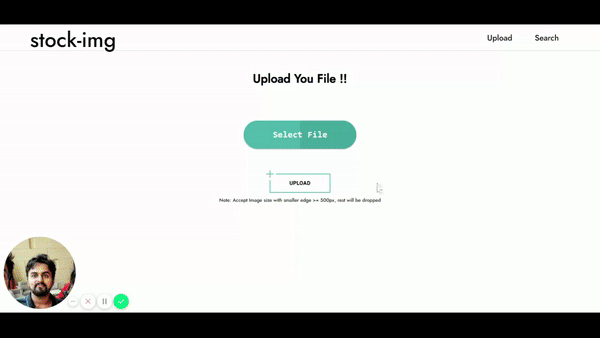 stock-img
Upload Search
Upload You File !!
Select File
UPLOAD
Note: Accept Image size with smaller edge >= 500px, rest will be dropped